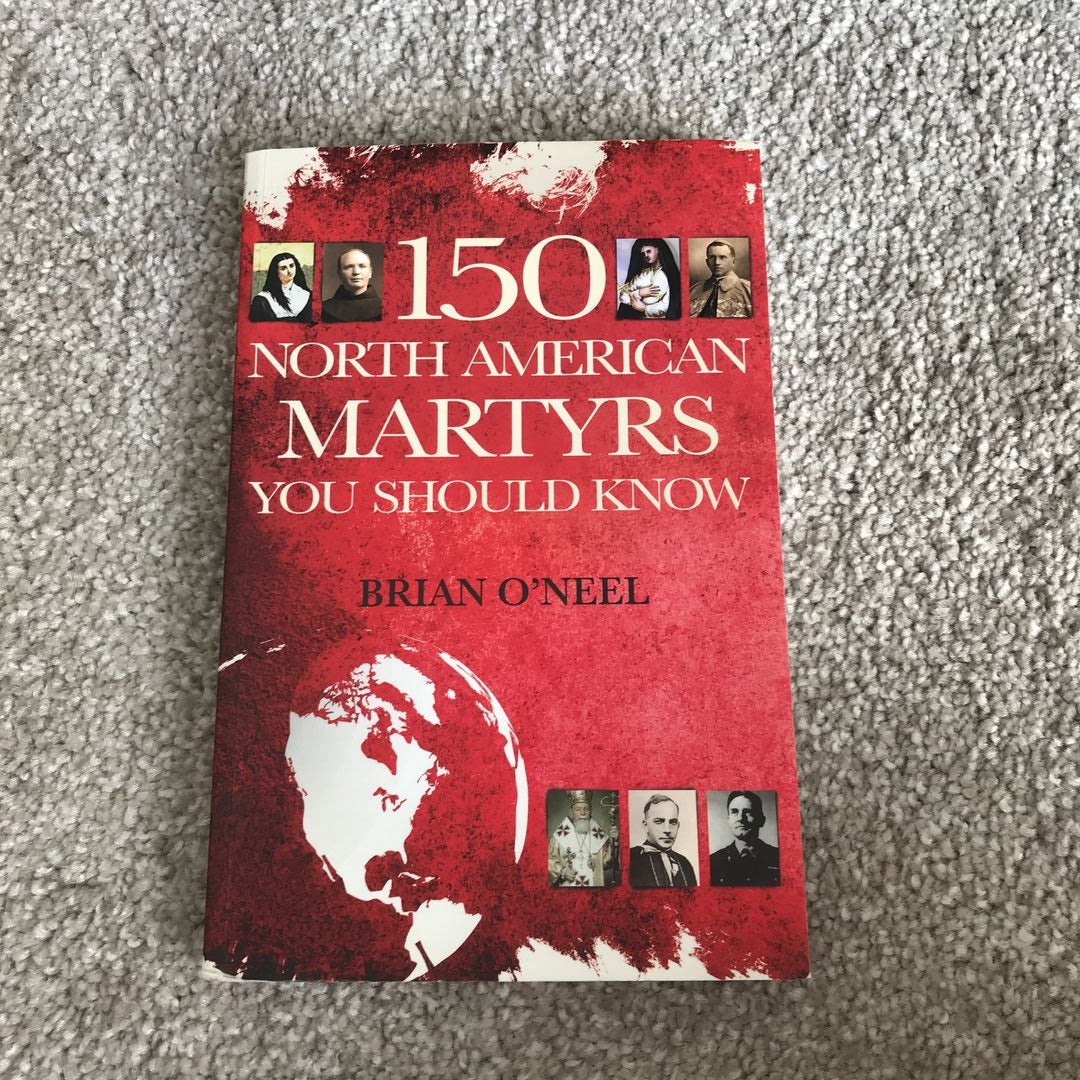 150
NORTH AMERICAN
MARTYRS
YOU SHOULD KNOW
BRIAN O'NEEL